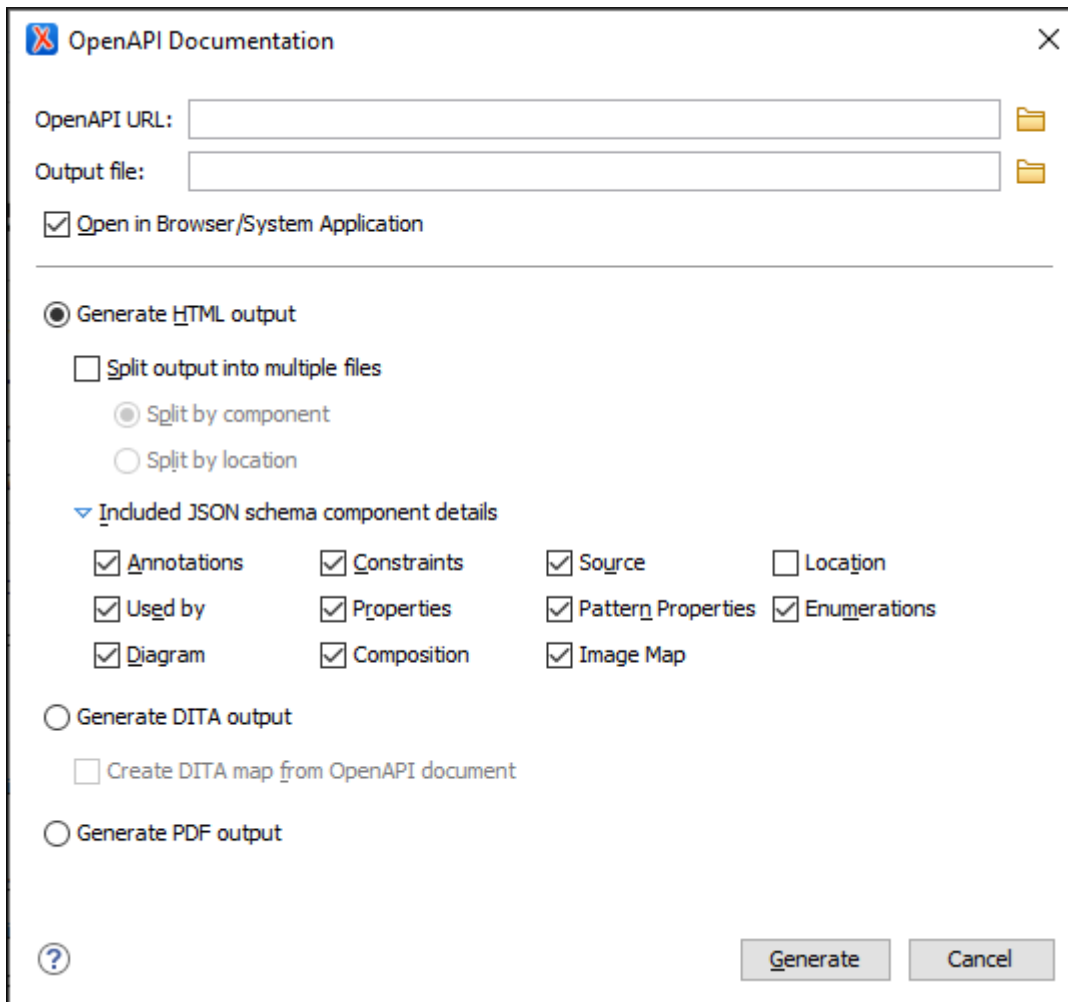 OpenAPI Documentation
OpenAPI URL:
Output file:
Open in Browser/System Application
Generate HTML output
Split output into multiple files
Split by component
Split by location
Included JSON schema component details
Annotations Constraints Source Location
Used by Properties Pattern Properties Enumerations
Diagram Composition Image Map
Generate DITA output
Create DITA map from OpenAPI document
Generate PDF output
? Generate Cancel